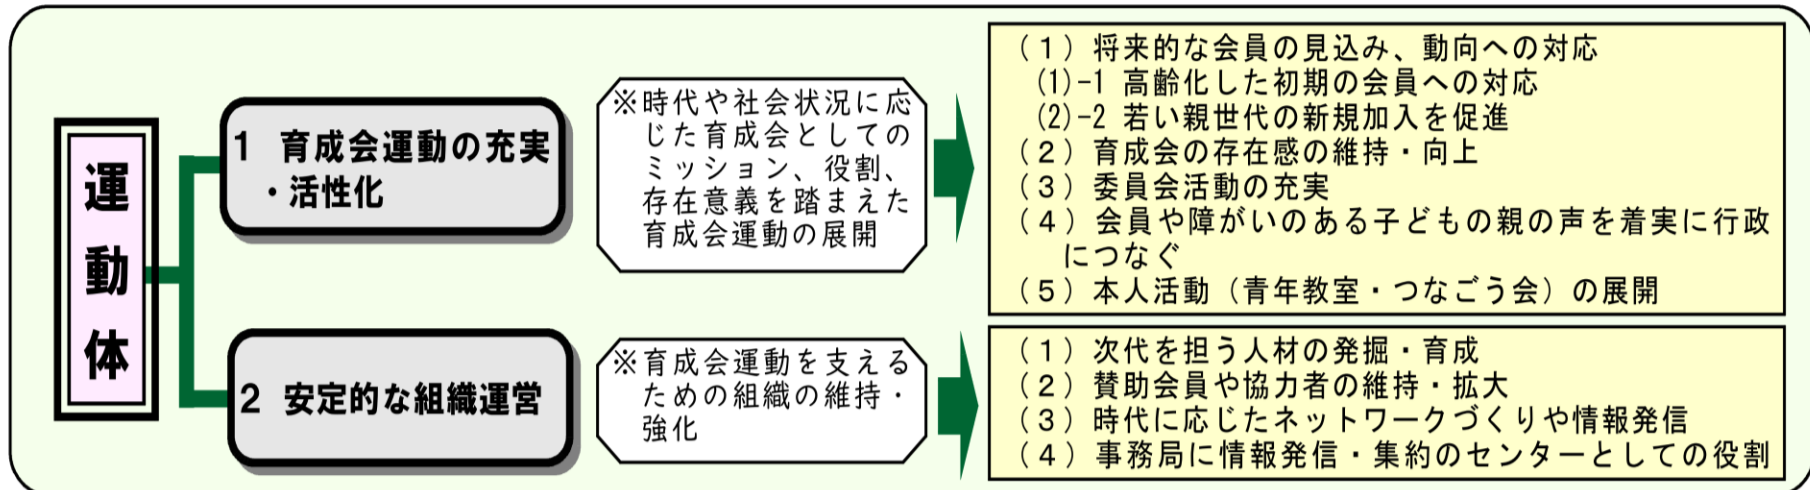 運動体
1 育成会運動の充実
・活性化
※時代や社会状況に応
じた育成会としての
ミッション、役割、
存在意義を踏まえた
育成会運動の展開
（１）将来的な会員の見込み、動向への対応
(1)-1 高齢化した初期の会員への対応
(2)-2 若い親世代の新規加入を促進
（２）育成会の存在感の維持・向上
（３）委員会活動の充実
（４）会員や障がいのある子どもの親の声を着実に行政
につなぐ
（５）本人活動（青年教室・つなごう会）の展開
2 安定的な組織運営
※育成会運動を支える
ための組織の維持・
強化
（１）次代を担う人材の発掘・育成
（２）賛助会員や協力者の維持・拡大
（３）時代に応じたネットワークづくりや情報発信
（４）事務局に情報発信・集約のセンターとしての役割